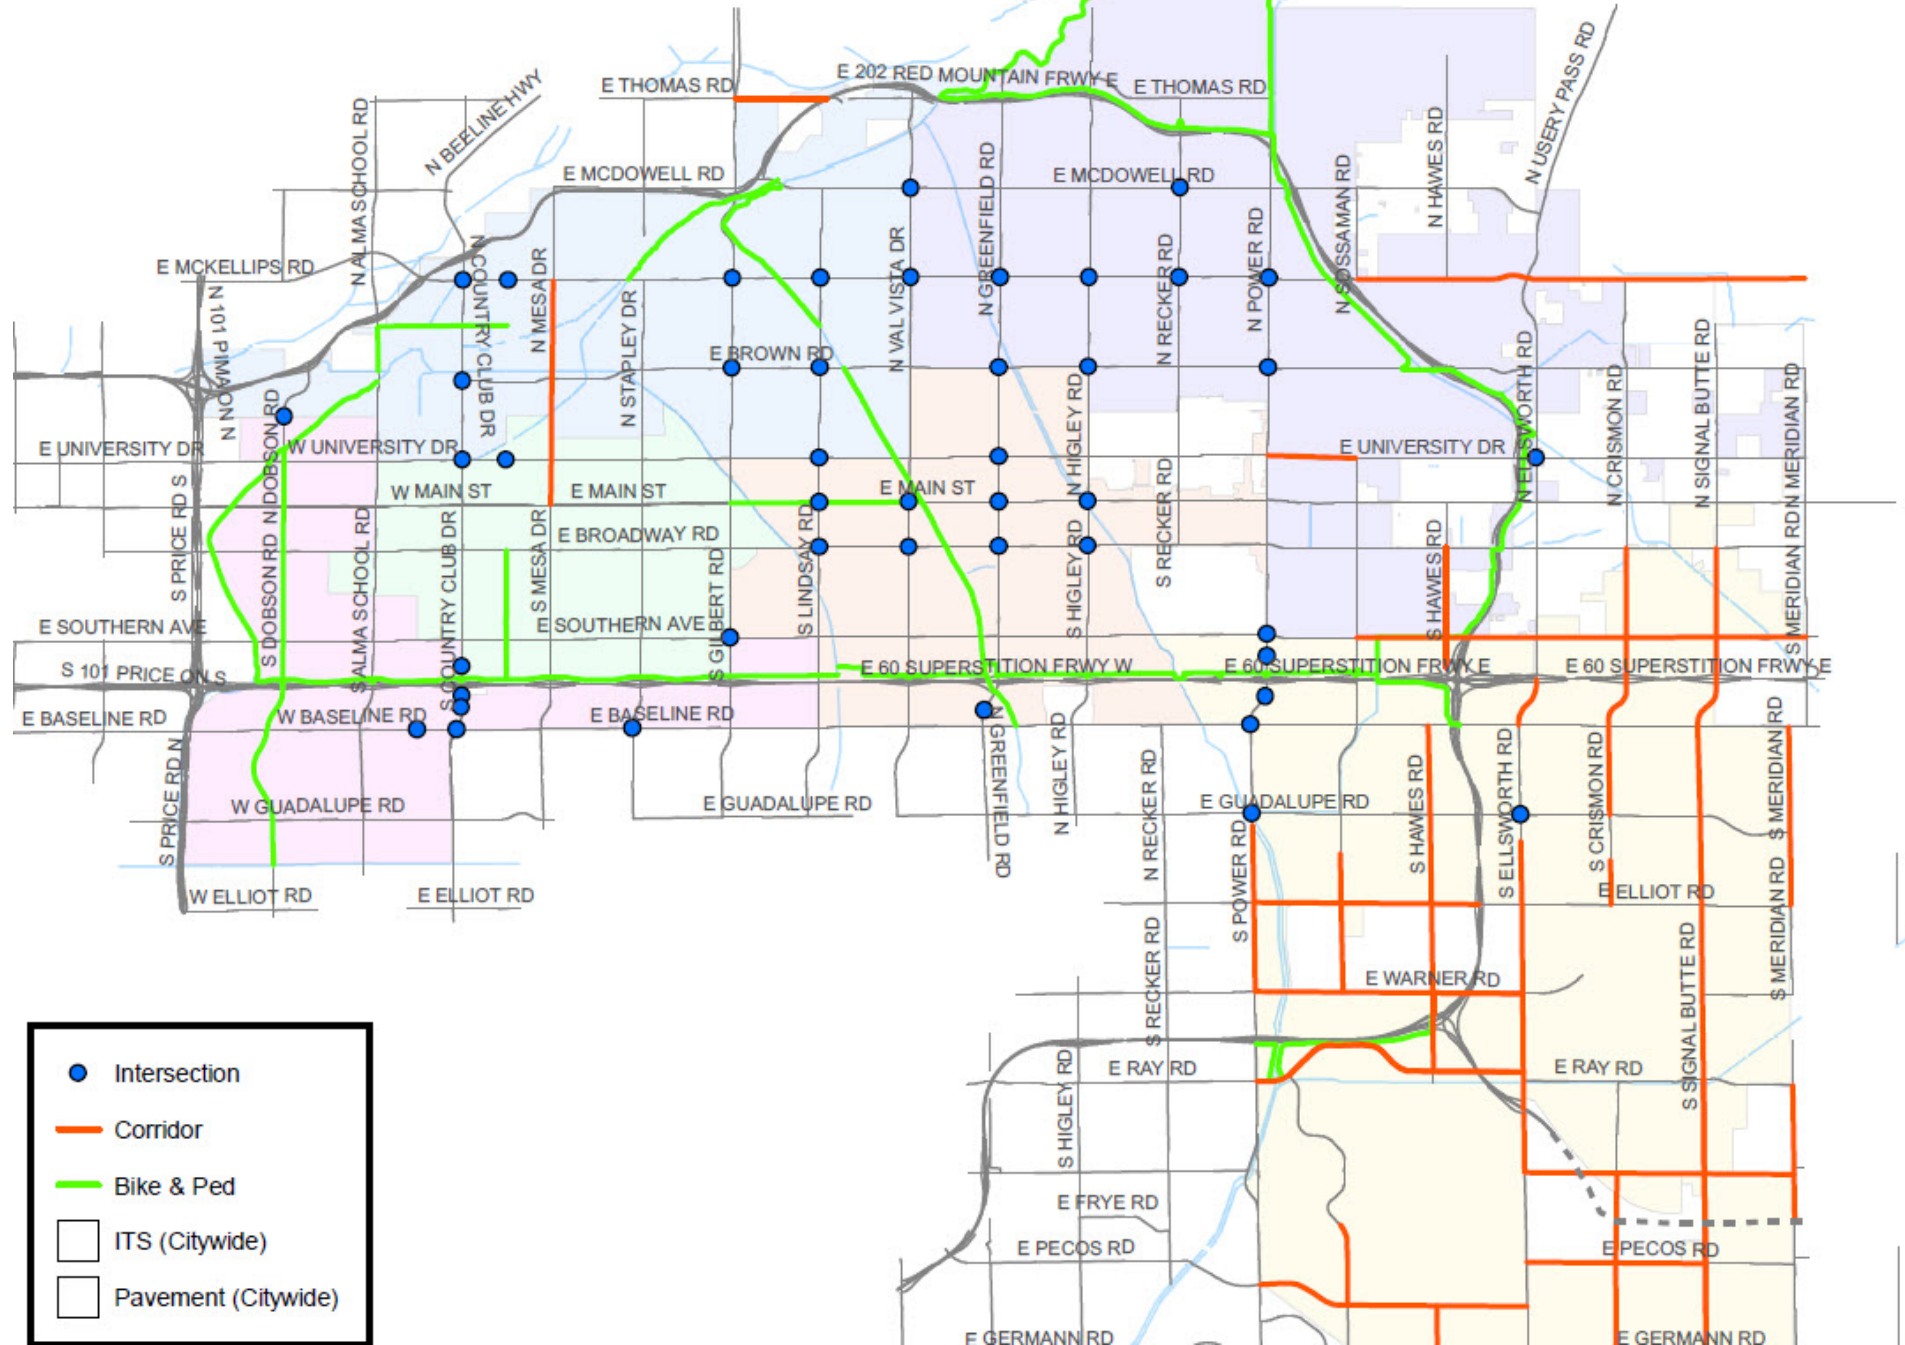 E THOMAS RD
E 202 RED MOUNTAIN FRWY E
E THOMAS RD
N ALMA SCHOOL RD
N BEELINE HWY
N USERY PASS RD
N HAWES RD
E MCDOWELL RD
N GREENFIELD RD
E MCDOWELL RD
N SOSSAMAN RD
E MCKELLIPS RD
N COUNTRY CLUB DR
N MESA DR
N VAL VISTA DR
N RECKER RD
N POWER RD
N 101 PIMA ON N
N STAPLEY DR
E BROWN RD
N HIGLEY RD
N ELLSWORTH RD
N CRISMON RD
N SIGNAL BUTTE RD
N MERIDIAN RD
N DOBSON RD
E UNIVERSITY DR
W UNIVERSITY DR
E UNIVERSITY DR
W MAIN ST
E MAIN ST
E MAIN ST
S PRICE RD S
S DOBSON RD
S ALMA SCHOOL RD
S COUNTRY CLUB DR
S MESA DR
E BROADWAY RD
S GILBERT RD
S LINDSAY RD
S HIGLEY RD
S RECKER RD
S HAWES RD
S MERIDIAN RD
E SOUTHERN AVE
E SOUTHERN AVE
S 101 PRICE ON S
E 60 SUPERSTITION FRWY W
E 60 SUPERSTITION FRWY E
E 60 SUPERSTITION FRWY E
E BASELINE RD
W BASELINE RD
E BASELINE RD
N GREENFIELD RD
N HIGLEY RD
N RECKER RD
S PRICE RD N
W GUADALUPE RD
E GUADALUPE RD
E GUADALUPE RD
S POWER RD
S HAWES RD
S ELLSWORTH RD
S CRISMON RD
S MERIDIAN RD
W ELLIOT RD
E ELLIOT RD
E ELLIOT RD
S RECKER RD
E WARNER RD
S SIGNAL BUTTE RD
S MERIDIAN RD
S HIGLEY RD
E RAY RD
E RAY RD
E FRYE RD
E PECOS RD
E PECOS RD
E GERMANN RD
E GERMANN RD
Intersection
Corridor
Bike & Ped
ITS (Citywide)
Pavement (Citywide)